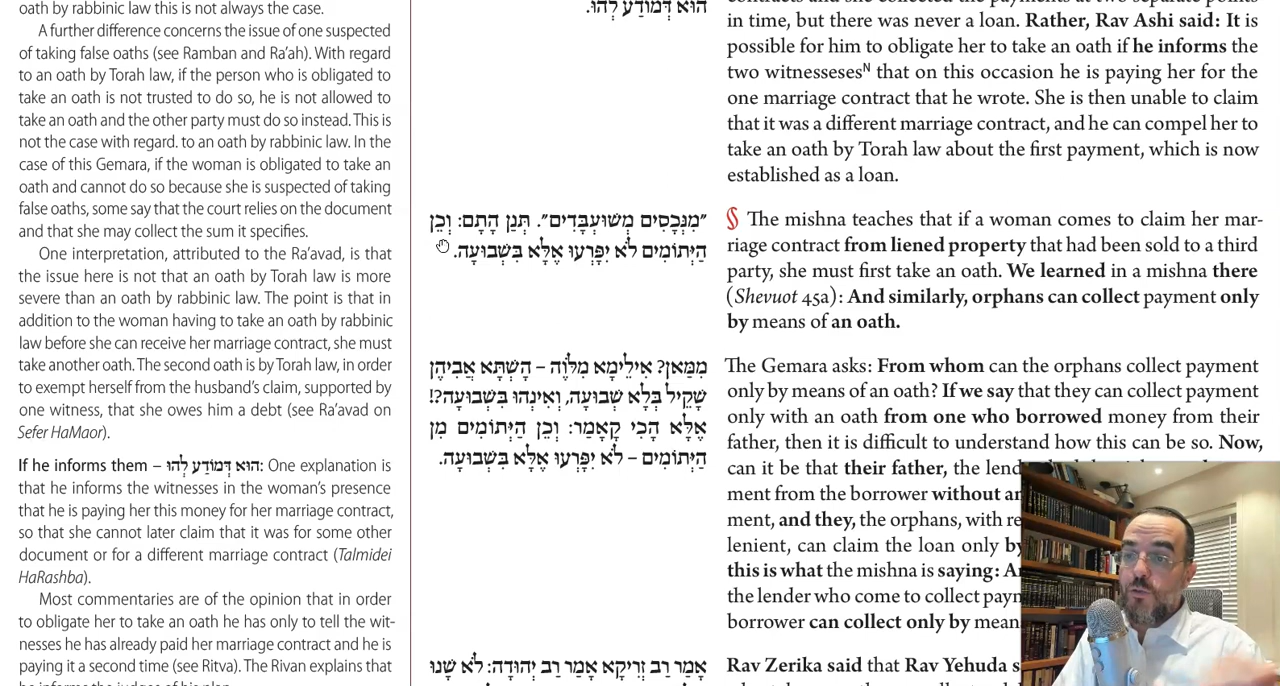 oath by rabbinic law this is not always the case.
A further difference concerns the issue of one suspected
of taking false oaths (see Ramban and Ra'ah). With regard
to an oath by Torah law, if the person who is obligated to
take an oath is not trusted to do so, he is not allowed to
take an oath and the other party must do so instead. This is
not the case with regard. to an oath by rabbinic law. In the
case of this Gemara, if the woman is obligated to take an
oath and cannot do so because she is suspected of taking
false oaths, some say that the court relies on the document
and that she may collect the sum it specifies.
One interpretation, attributed to the Ra'avad, is that
the issue here is not that an oath by Torah law is more
severe than an oath by rabbinic law. The point is that in
addition to the woman having to take an oath by rabbinic
law before she can receive her marriage contract, she must
take another oath. The second oath is by Torah law, in order
to exempt herself from the husband's claim, supported by
one witness, that she owes him a debt (see Ra'avad on
Sefer HaMaor).
If he informs them – הוּא דְּמוֹדַע לְהוּ: One explanation is
that he informs the witnesses in the woman's presence
that he is paying her this money for her marriage contract,
so that she cannot later claim that it was for some other
document or for a different marriage contract (Talmidei
HaRashba).
Most commentaries are of the opinion that in order
to obligate her to take an oath he has only to tell the wit-
nesses he has already paid her marriage contract and he is
paying it a second time (see Ritva). The Rivan explains that
הוּא דְּמוֹדַע לְהוּ.
״מִנְּכָסִים מְשׁוּעְבָּדִים״. תְּנַן הָתָם: וְכֵן
הַיְּתוֹמִים לֹא יִפָּרְעוּ אֶלָּא בִּשְׁבוּעָה.
מִמַּאן? אִילֵּימָא מִלֹּוֶה – הָשְׁתָּא אֲבִיהֶן
שָׁקֵיל בְּלָא שְׁבוּעָה, וְאִינְהוּ בִּשְׁבוּעָה?!
אֶלָּא הָכִי קָאָמַר: וְכֵן הַיְּתוֹמִים מִן
הַיְּתוֹמִים – לֹא יִפָּרְעוּ אֶלָּא בִּשְׁבוּעָה.
אָמַר רַב זְרִיקָא אָמַר רַב יְהוּדָה: לֹא שָׁנוּ
contracts and she collected the payments at two separate points
in time, but there was never a loan. Rather, Rav Ashi said: It is
possible for him to obligate her to take an oath if he informs the
two witnessesesᴺ that on this occasion he is paying her for the
one marriage contract that he wrote. She is then unable to claim
that it was a different marriage contract, and he can compel her to
take an oath by Torah law about the first payment, which is now
established as a loan.
§ The mishna teaches that if a woman comes to claim her mar-
riage contract from liened property that had been sold to a third
party, she must first take an oath. We learned in a mishna there
(Shevuot 45a): And similarly, orphans can collect payment only
by means of an oath.
The Gemara asks: From whom can the orphans collect payment
only by means of an oath? If we say that they can collect payment
only with an oath from one who borrowed money from their
father, then it is difficult to understand how this can be so. Now,
can it be that their father, the lend
ment from the borrower without an
ment, and they, the orphans, with re
lenient, can claim the loan only by
this is what the mishna is saying: A
the lender who come to collect payn
borrower can collect only by mean
Rav Zerika said that Rav Yehuda s